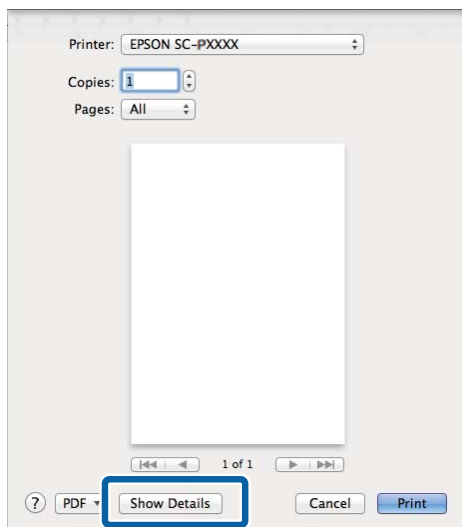 Printer: EPSON SC-PXXXX
Copies: 1
Pages: All
1 of 1
? PDF Show Details Cancel Print